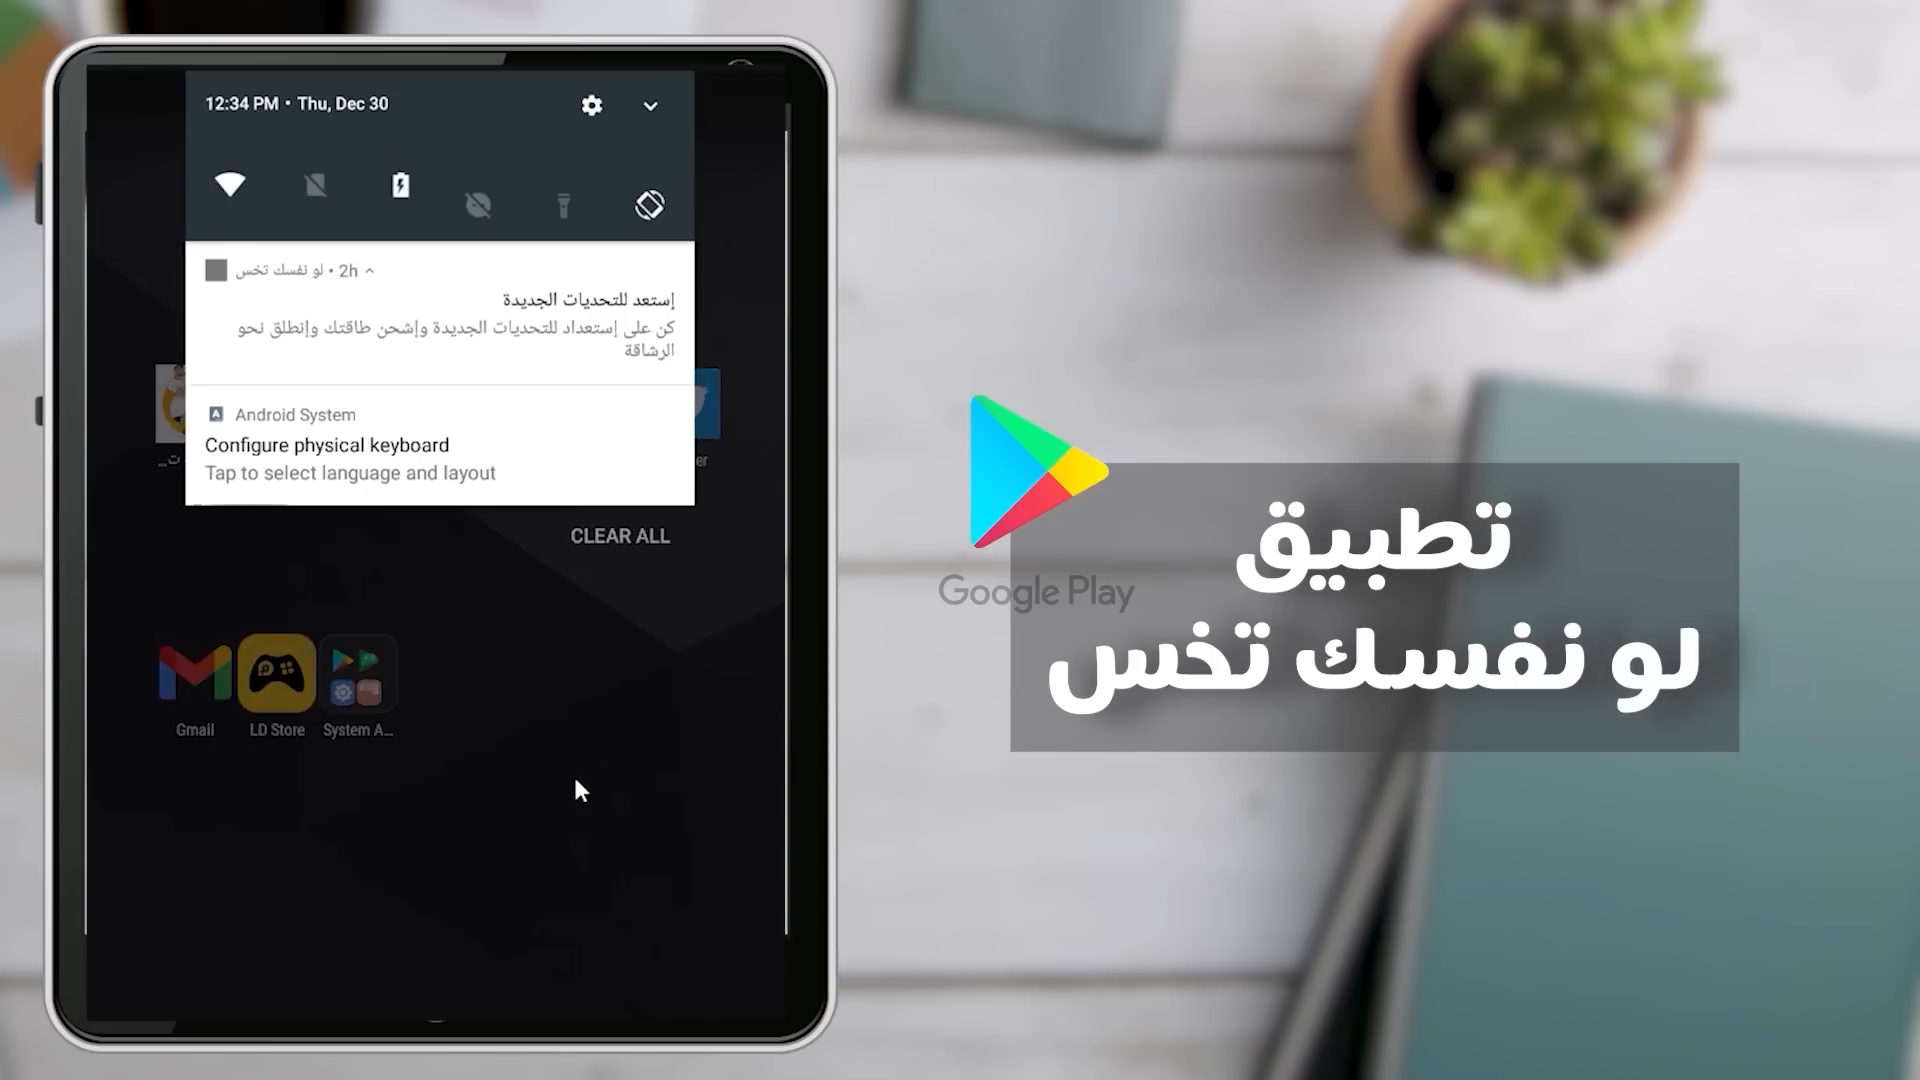 12:34 PM • Thu, Dec 30
لو نفسك تخس • 2h
إستعد للتحديات الجديدة
كن على إستعداد للتحديات الجديدة وإشحن طاقتك وإنطلق نحو
الرشاقة
Android System
Configure physical keyboard
Tap to select language and layout
CLEAR ALL
Gmail
LD Store
System A...
Google Play
تطبيق
لو نفسك تخس